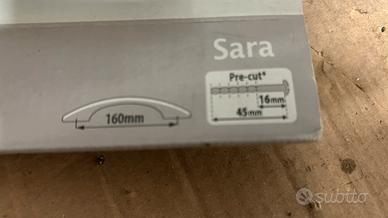 Sara
Pre-cut*
16mm
45mm
160mm
subito